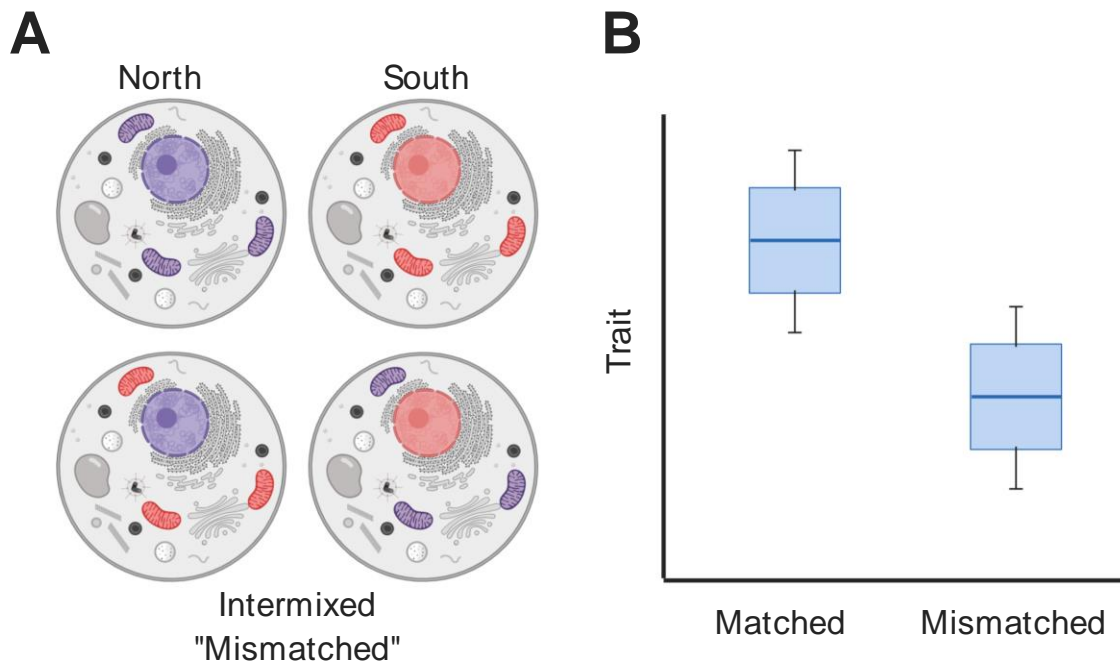 A
North South
Intermixed
"Mismatched"
B
Trait
Matched Mismatched